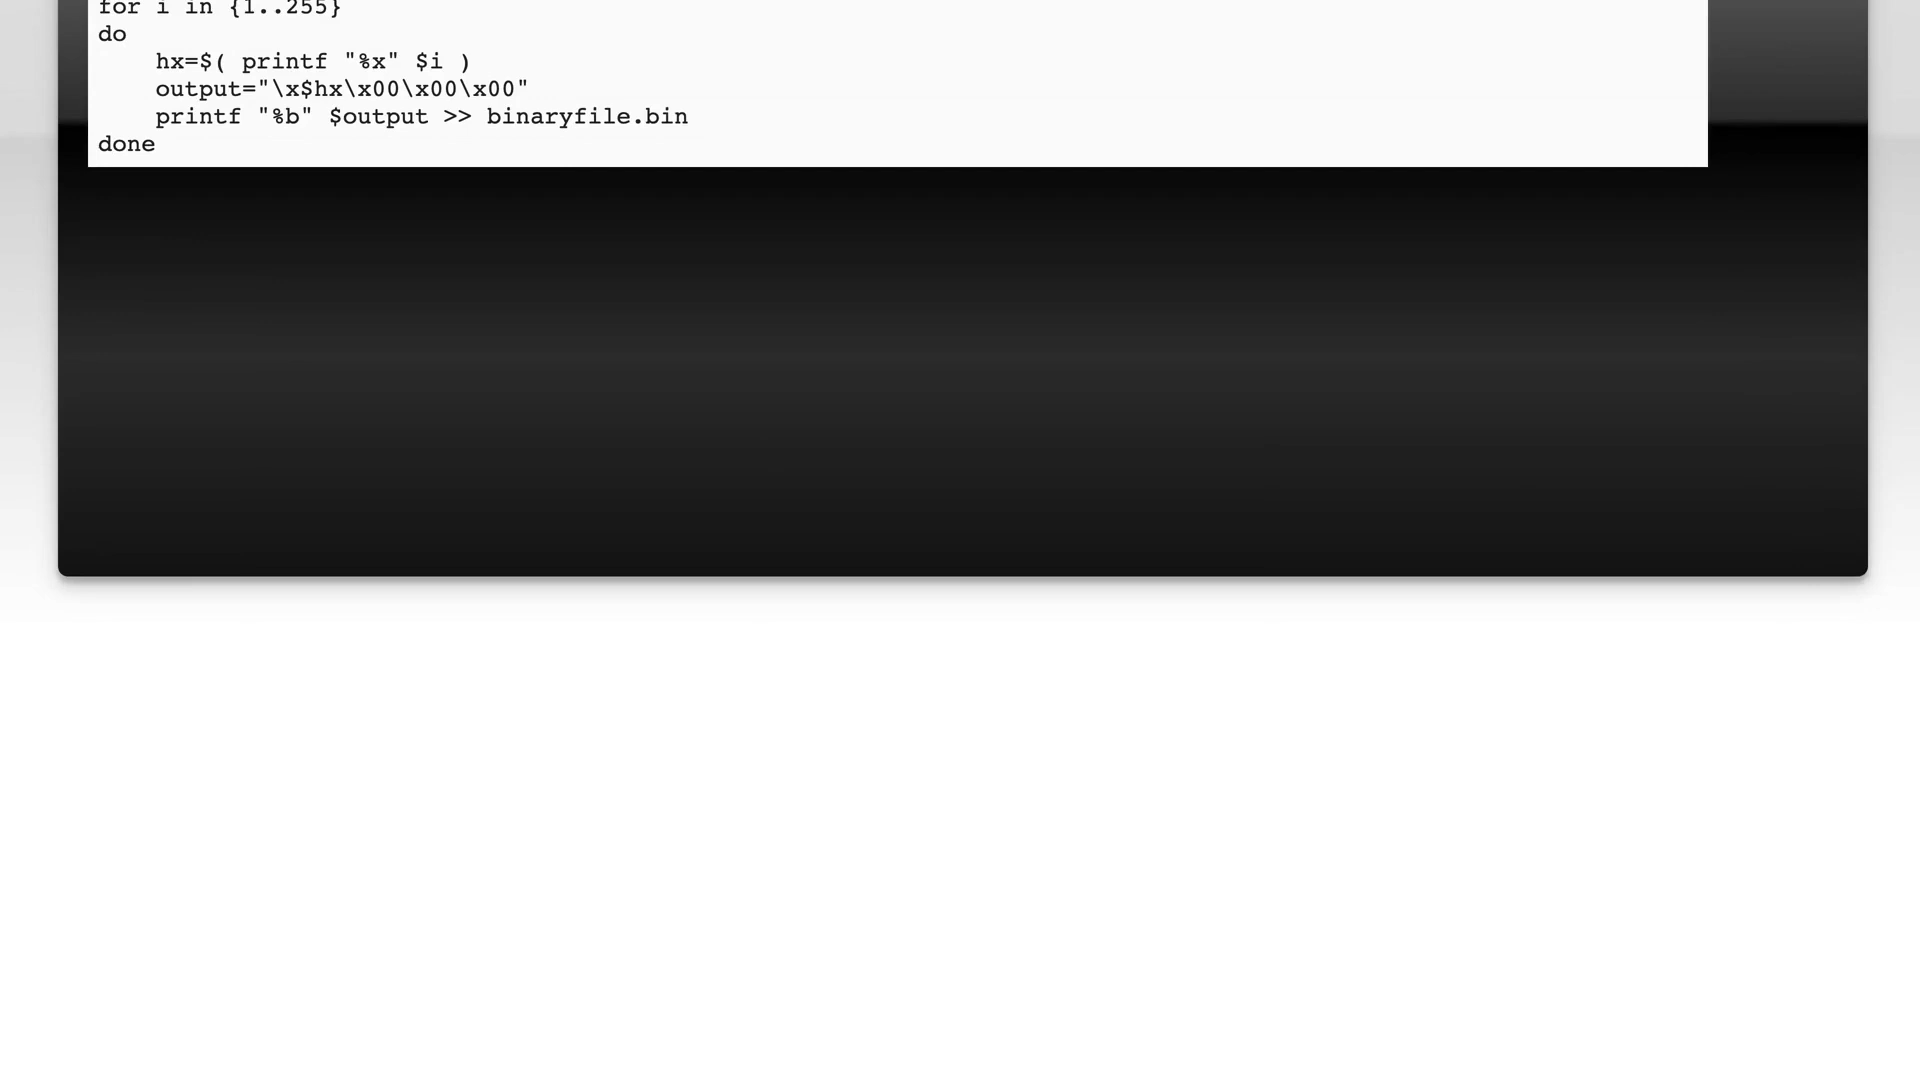 for i in {1..255}
do
    hx=$( printf "%x" $i )
    output="\x$hx\x00\x00\x00"
    printf "%b" $output >> binaryfile.bin
done